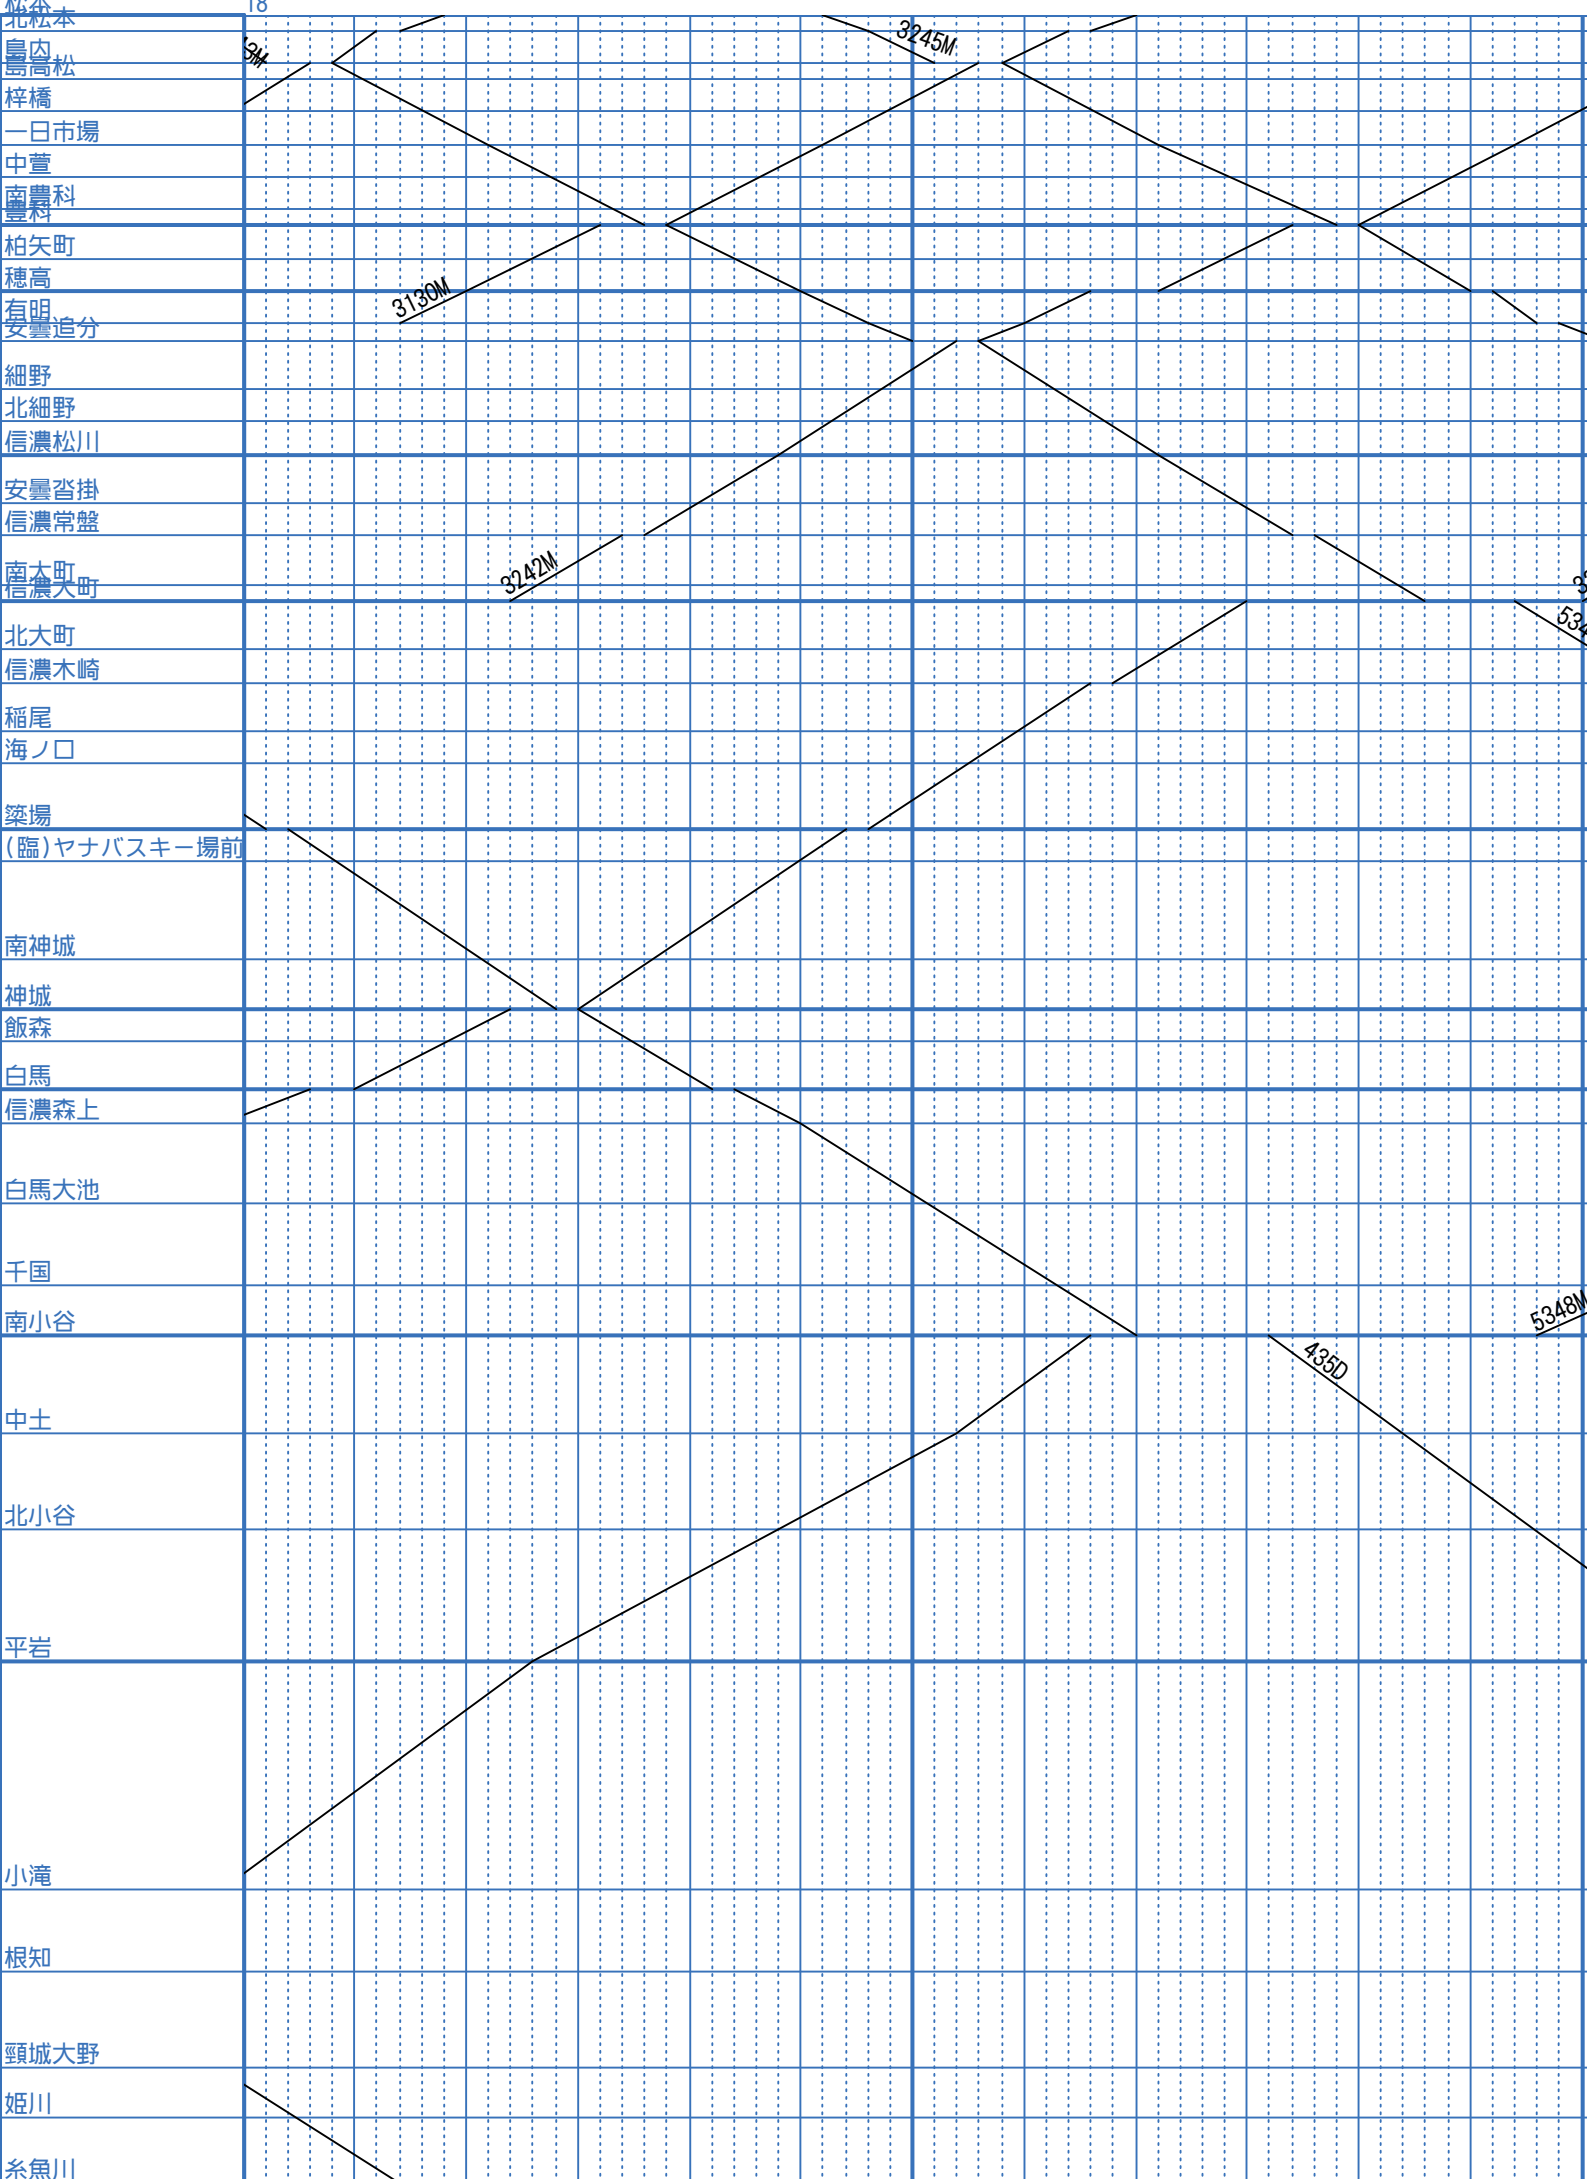 松本
18
北松本
島内
島高松
梓橋
一日市場
中萱
南豊科
豊科
柏矢町
穂高
有明
安曇追分
細野
北細野
信濃松川
安曇沓掛
信濃常盤
南大町
信濃大町
北大町
信濃木崎
稲尾
海ノ口
簗場
(臨)ヤナバスキー場前
南神城
神城
飯森
白馬
信濃森上
白馬大池
千国
南小谷
中土
北小谷
平岩
小滝
根知
頸城大野
姫川
糸魚川
3M
3245M
3130M
3242M
534
5348M
435D